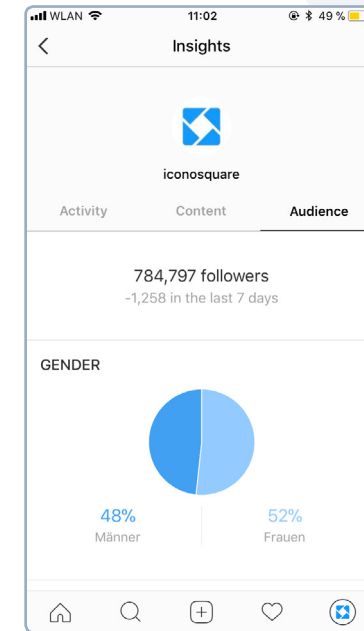 WLAN 11:02 49 %
Insights
iconosquare
Activity Content Audience
784,797 followers
-1,258 in the last 7 days
GENDER
48% 52%
Männer Frauen